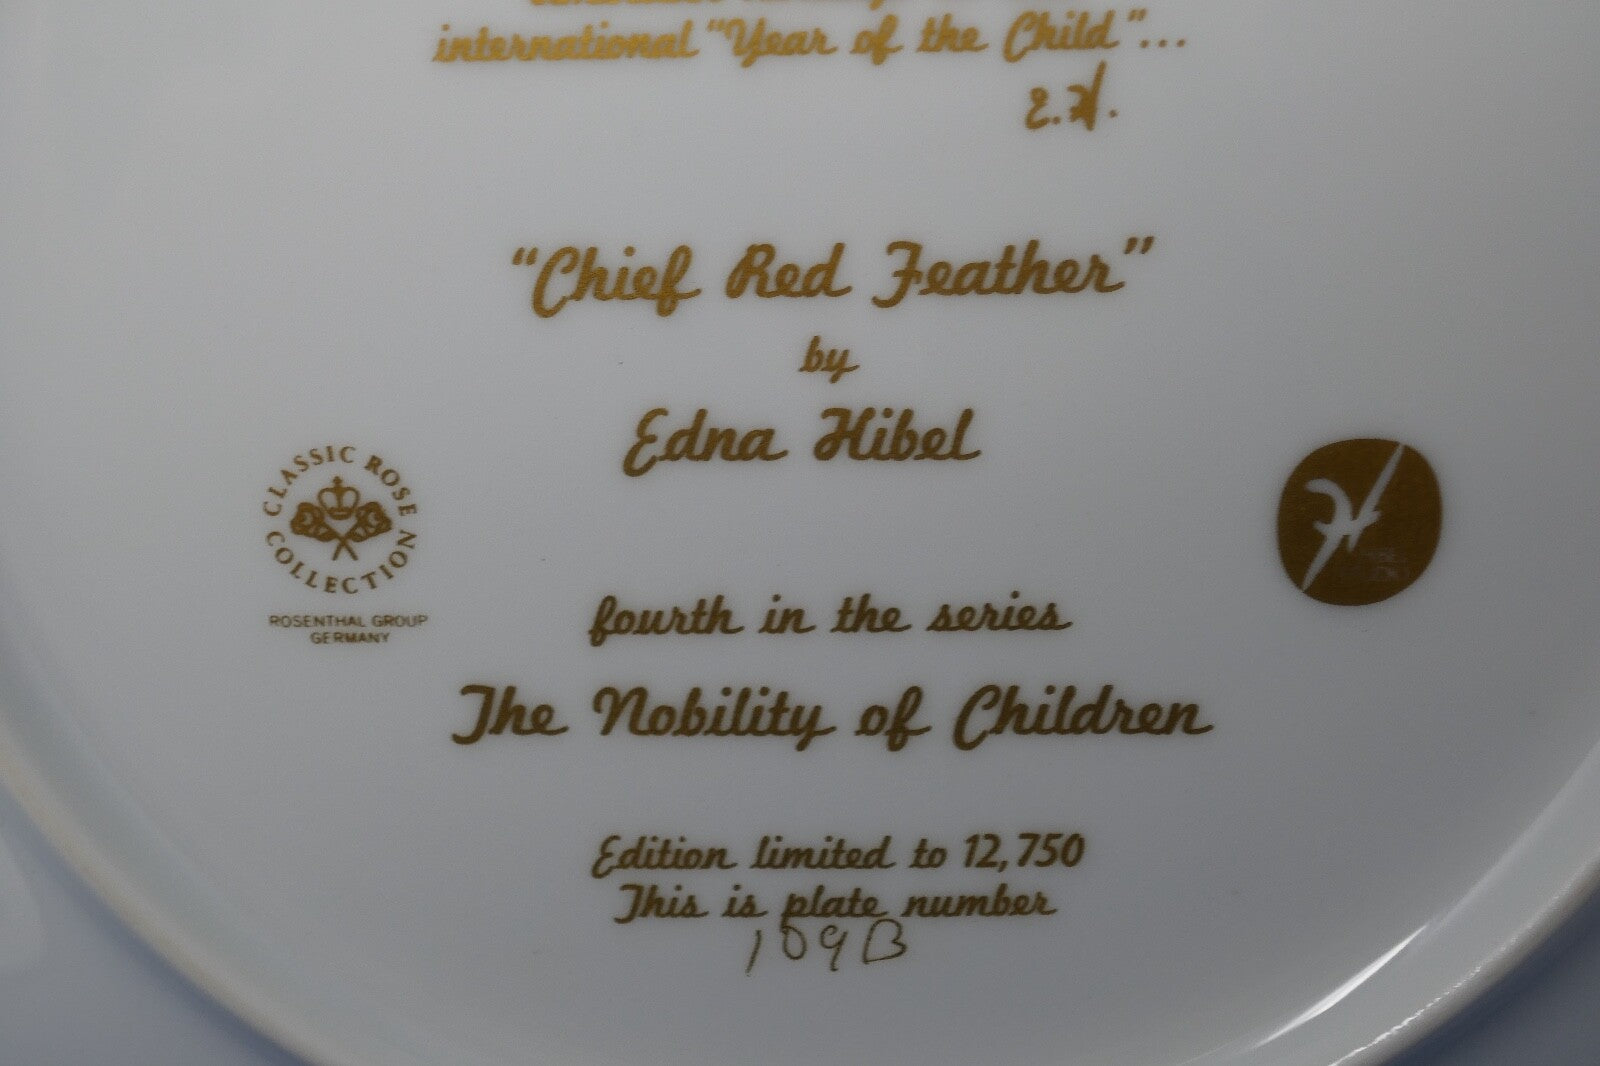 international "Year of the Child"...
E.H.
"Chief Red Feather"
by
Edna Hibel
CLASSIC ROSE
COLLECTION
ROSENTHAL GROUP
GERMANY
fourth in the series
The Nobility of Children
Edition limited to 12,750
This is plate number
109B